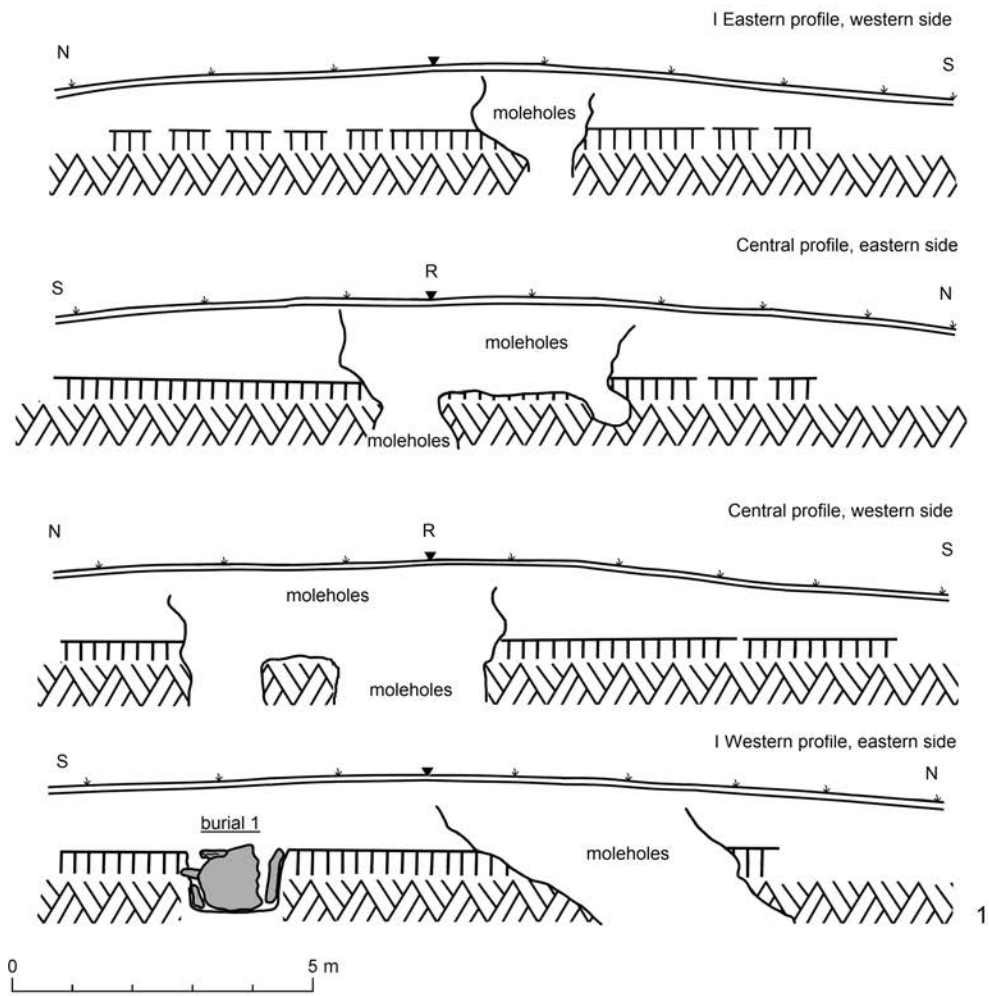 I Eastern profile, western side
N
S
moleholes
Central profile, eastern side
S
R
N
moleholes
moleholes
Central profile, western side
N
R
S
moleholes
moleholes
I Western profile, eastern side
S
N
burial 1
moleholes
1
0
5 m